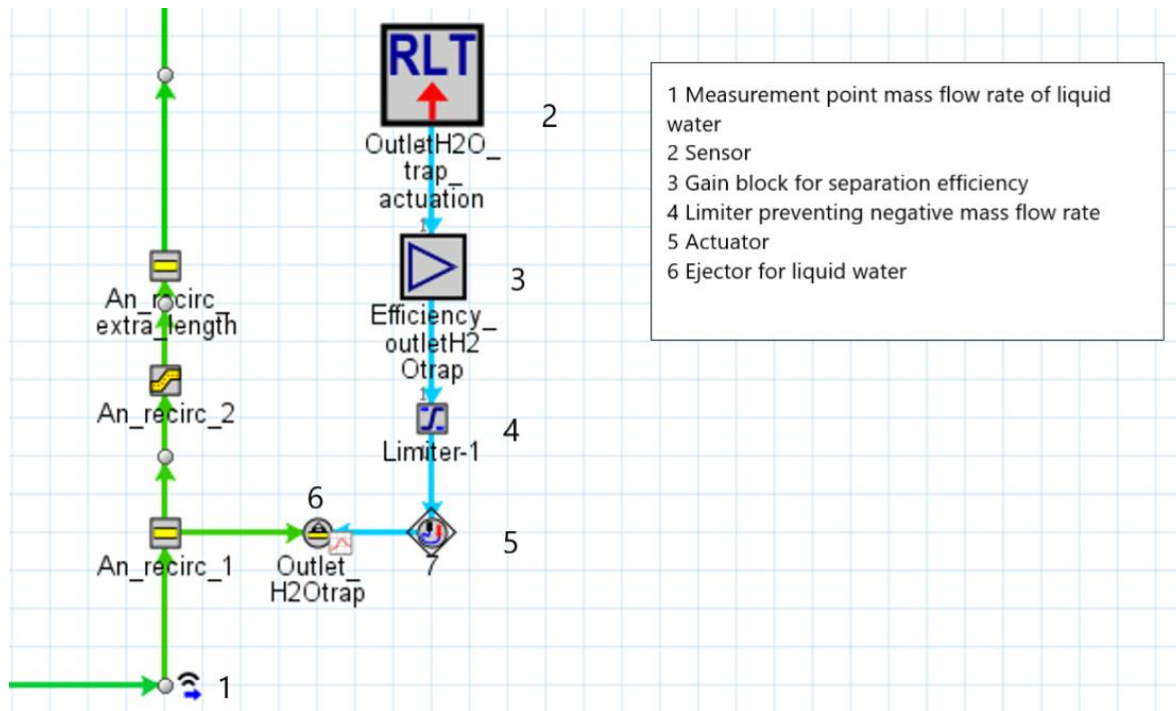 RLT
2
OutletH2O_
trap_
actuation
1
3
Efficiency_
outletH2
Otrap
1
4
Limiter-1
An_recirc_
extra_length
An_recirc_2
6
5
7
An_recirc_1
Outlet_
H2Otrap
1
1 Measurement point mass flow rate of liquid
water
2 Sensor
3 Gain block for separation efficiency
4 Limiter preventing negative mass flow rate
5 Actuator
6 Ejector for liquid water